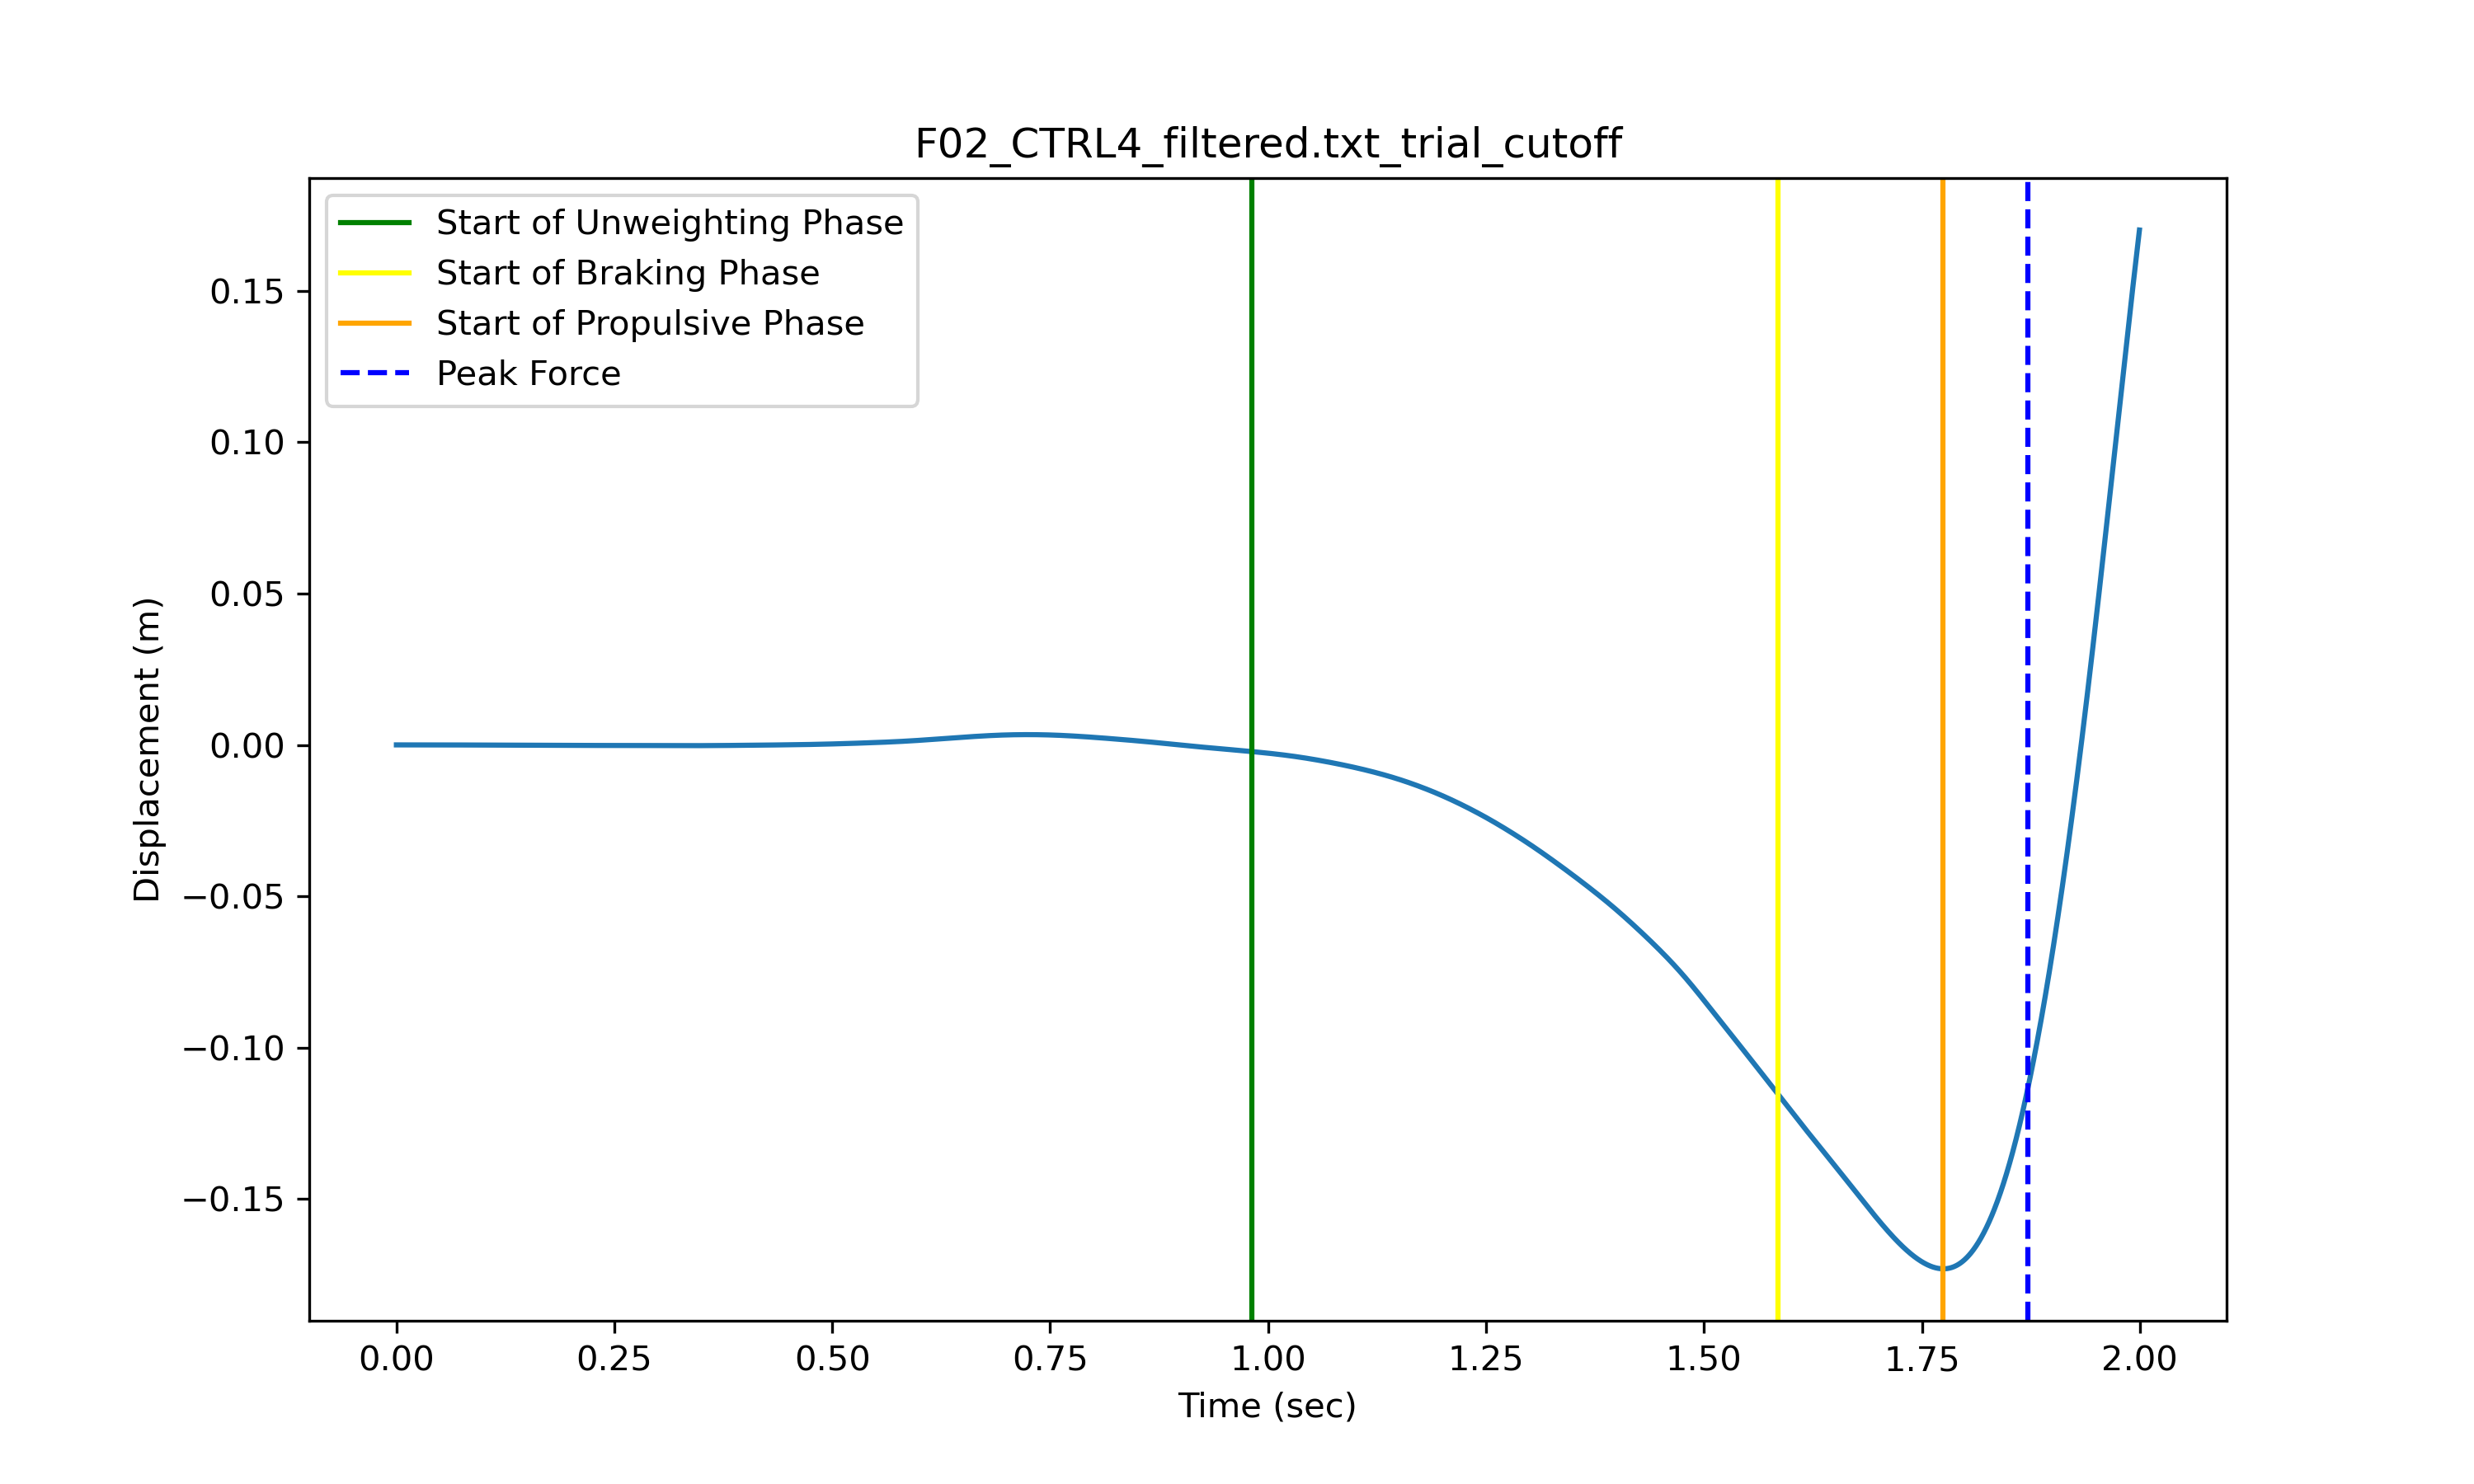 F02_CTRL4_filtered.txt_trial_cutoff
Start of Unweighting Phase
Start of Braking Phase
Start of Propulsive Phase
Peak Force
0.15
0.10
0.05
0.00
−0.05
−0.10
−0.15
Displacement (m)
0.00 0.25 0.50 0.75 1.00 1.25 1.50 1.75 2.00
Time (sec)